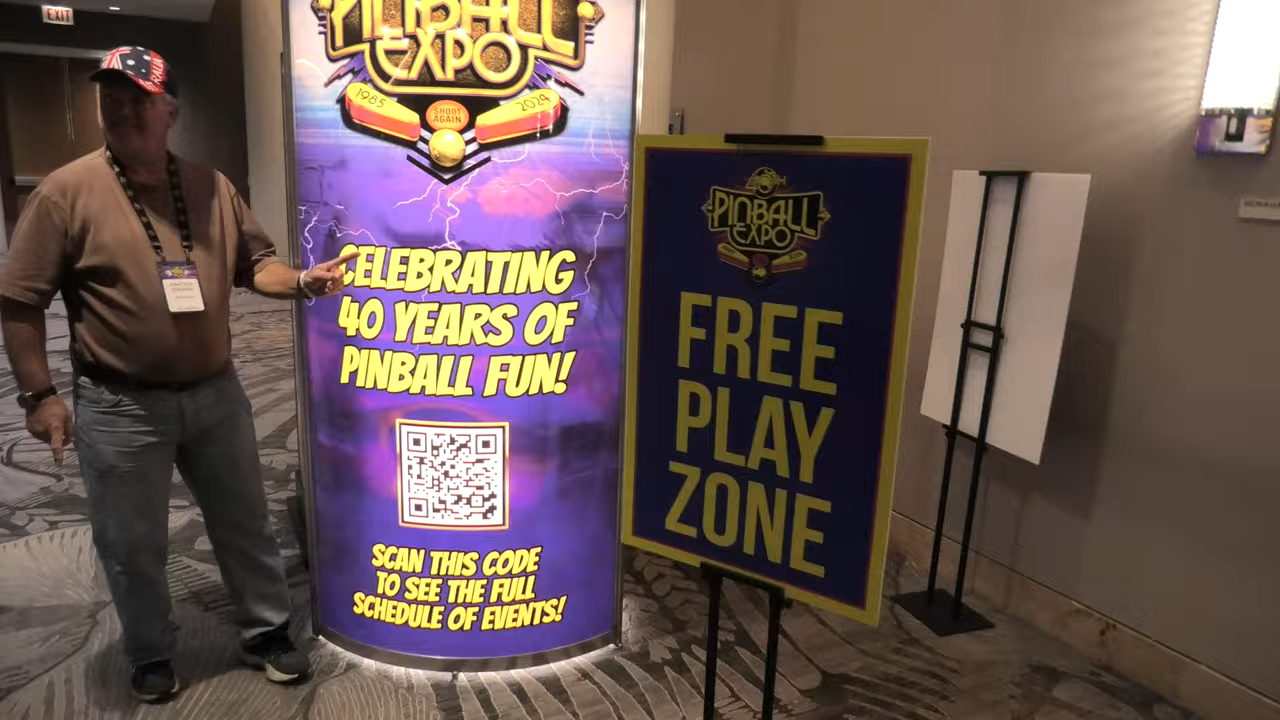 EXIT
RALIA
PINBALL
EXPO
1985
SHOOT
AGAIN
2024
CELEBRATING
40 YEARS OF
PINBALL FUN!
SCAN THIS CODE
TO SEE THE FULL
SCHEDULE OF EVENTS!
PINBALL
EXPO
FREE
PLAY
ZONE